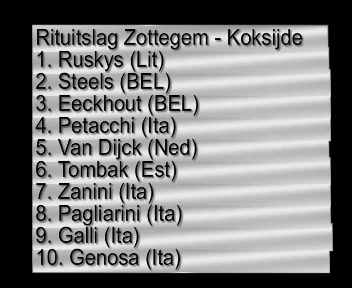 Rituitslag Zottegem - Koksijde
1. Ruskys (Lit)
2. Steels (BEL)
3. Eeckhout (BEL)
4. Petacchi (Ita)
5. Van Dijck (Ned)
6. Tombak (Est)
7. Zanini (Ita)
8. Pagliarini (Ita)
9. Galli (Ita)
10. Genosa (Ita)